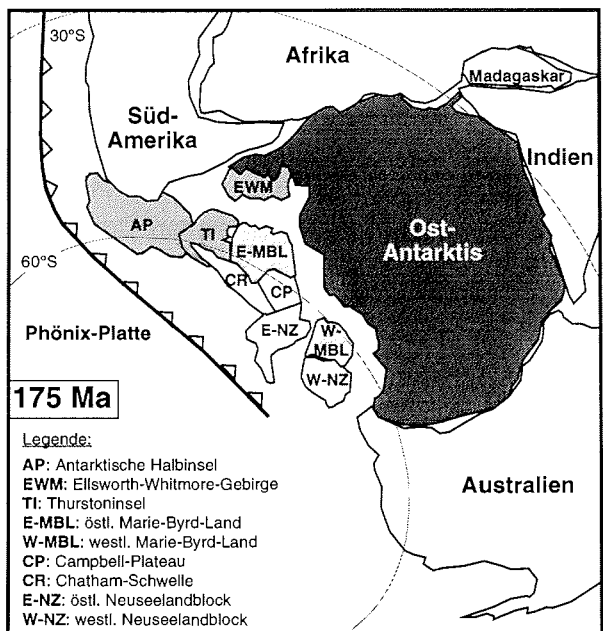 30°S
Afrika
Madagaskar
Süd-
Amerika
Indien
EWM
AP
TI
Ost-
Antarktis
E-MBL
60°S
CR
CP
Phönix-Platte
E-NZ
W-
MBL
W-NZ
175 Ma
Legende:
AP: Antarktische Halbinsel
EWM: Ellsworth-Whitmore-Gebirge
TI: Thurstoninsel
E-MBL: östl. Marie-Byrd-Land
W-MBL: westl. Marie-Byrd-Land
CP: Campbell-Plateau
CR: Chatham-Schwelle
E-NZ: östl. Neuseelandblock
W-NZ: westl. Neuseelandblock
Australien